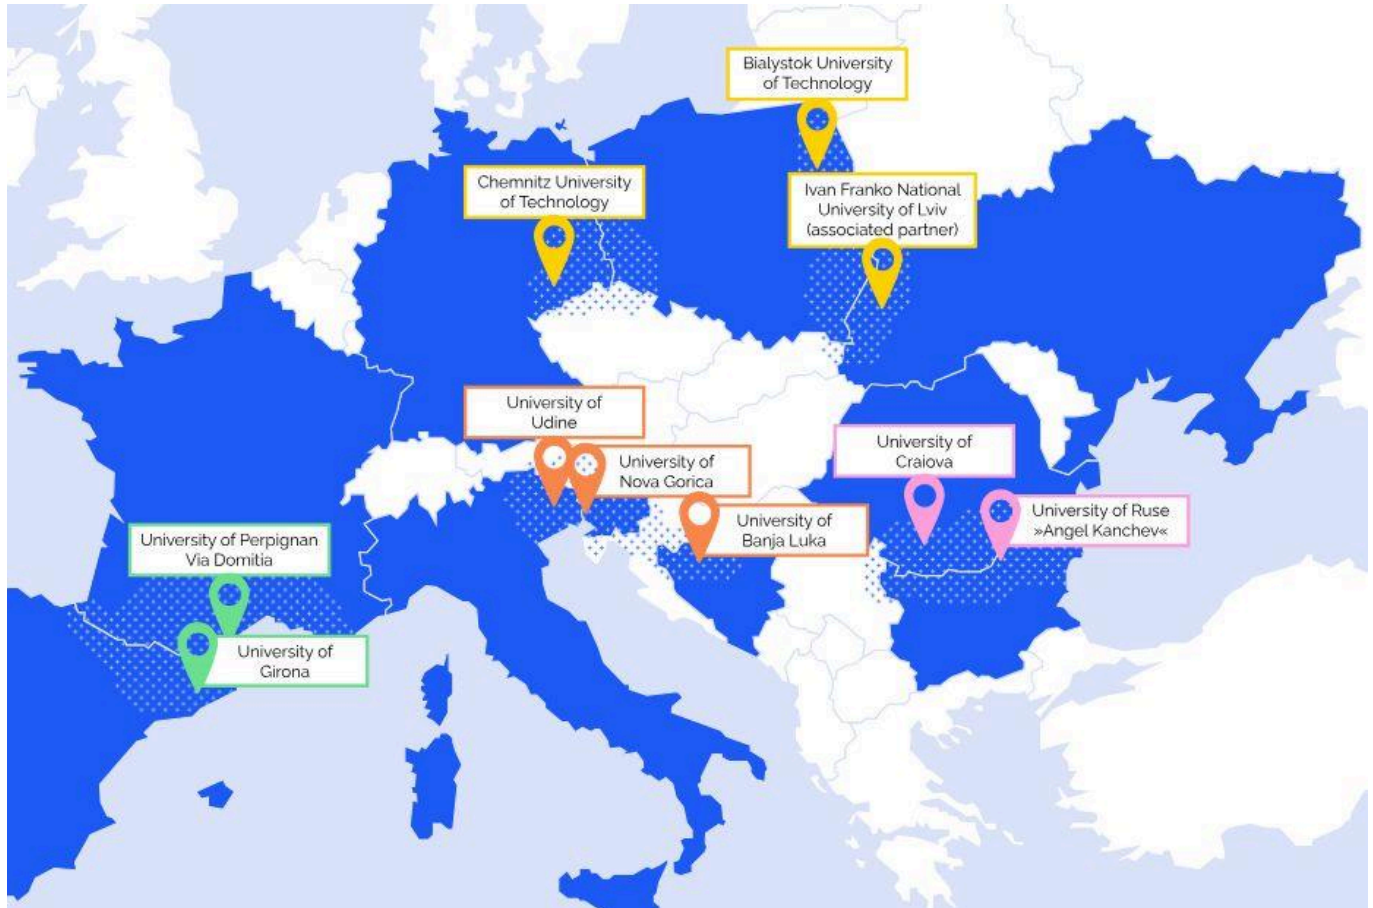 Bialystok University
of Technology
Chemnitz University
of Technology
Ivan Franko National
University of Lviv
(associated partner)
University of
Udine
University of
Nova Gorica
University of
Banja Luka
University of
Craiova
University of Ruse
»Angel Kanchev«
University of Perpignan
Via Domitia
University of
Girona